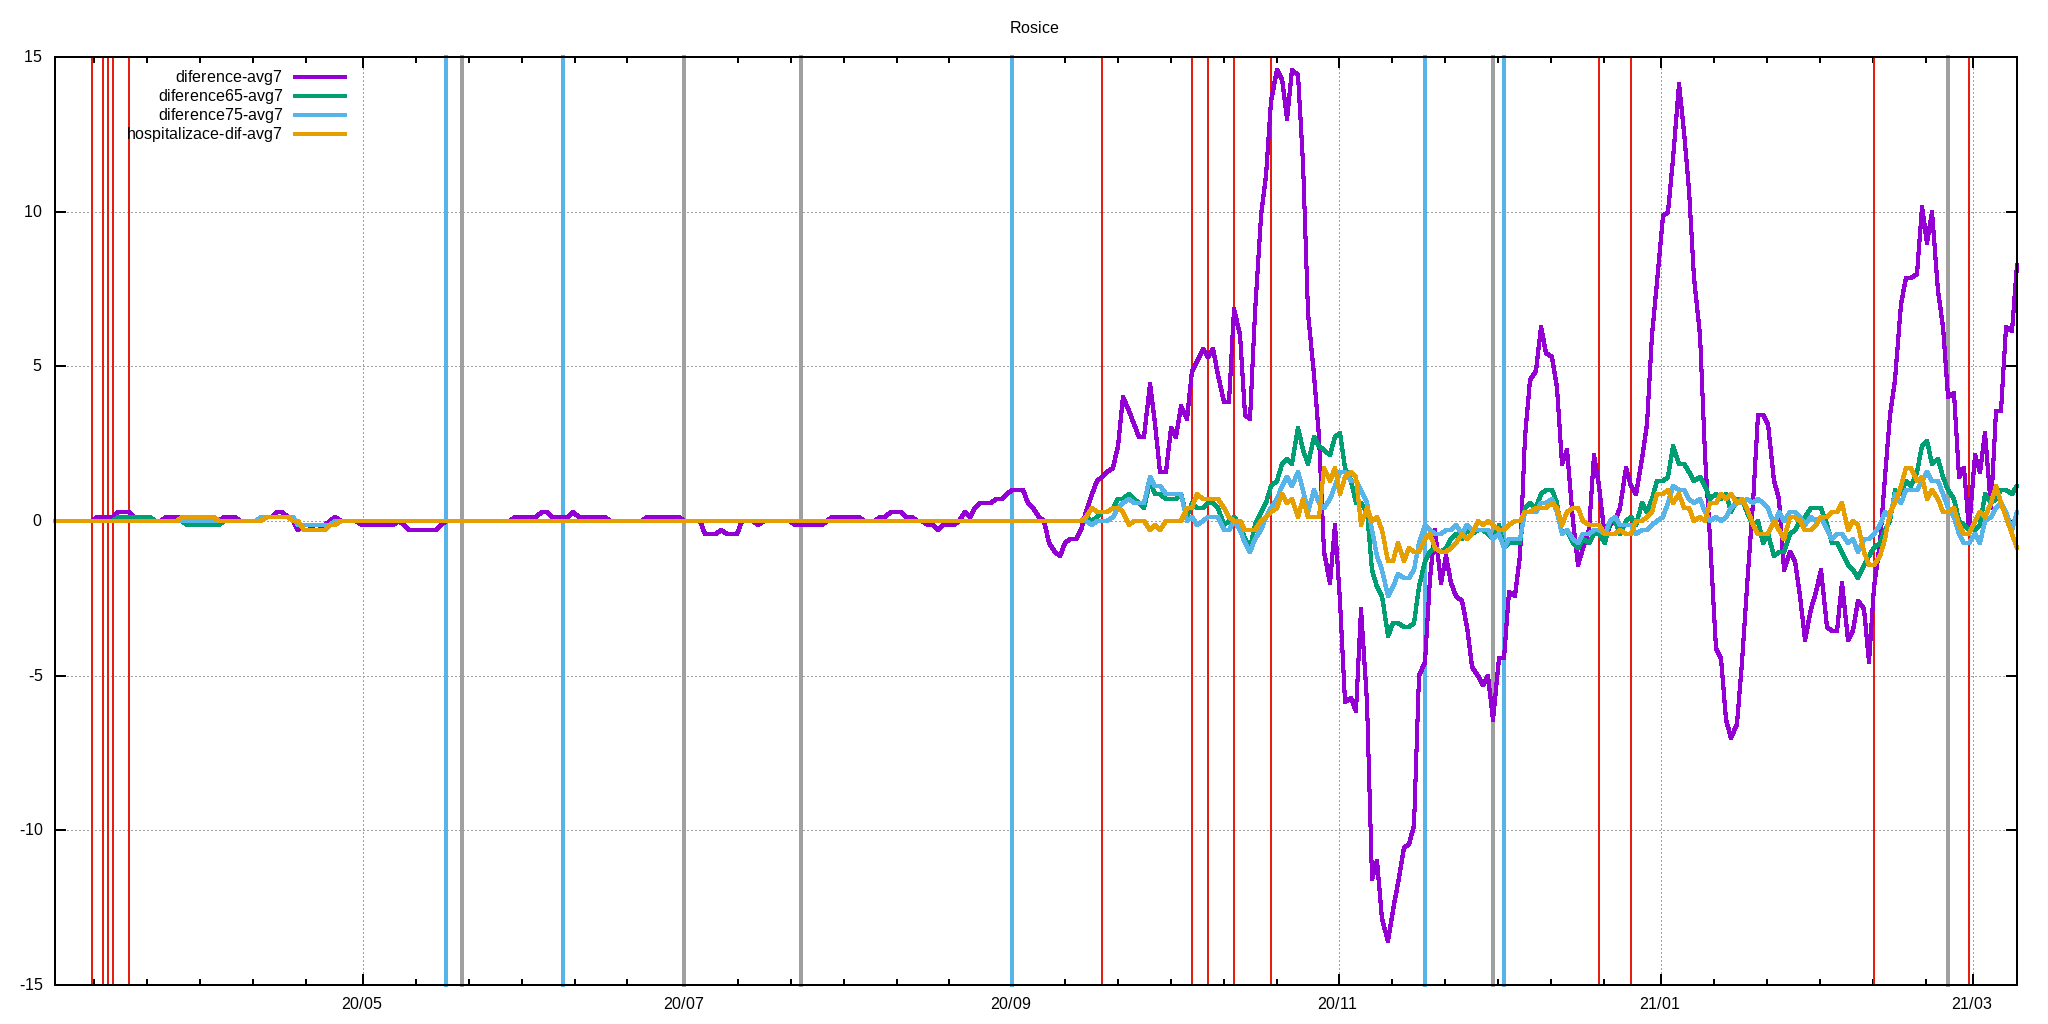 Rosice
15
diference-avg7
diference65-avg7
diference75-avg7
hospitalizace-dif-avg7
10
5
0
-5
-10
-15
20/05 20/07 20/09 20/11 21/01 21/03